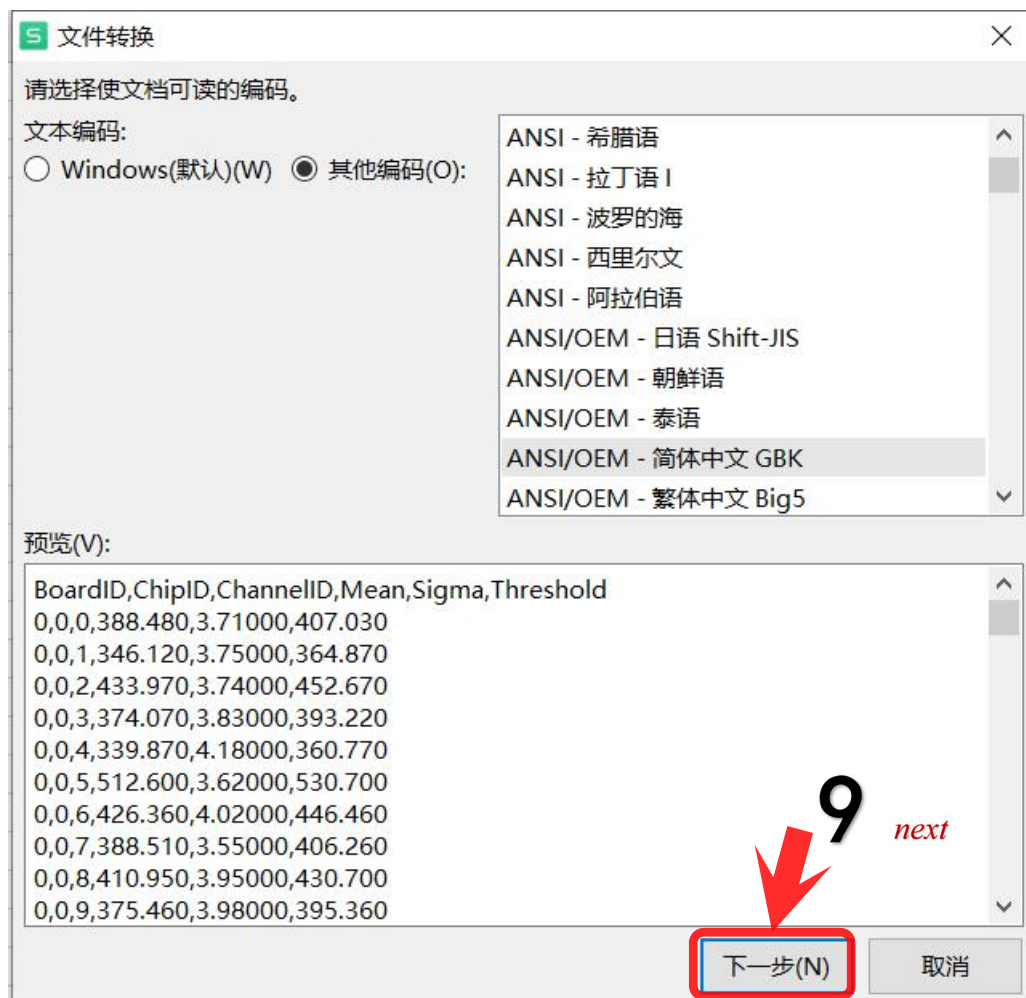 S 文件转换
请选择使文档可读的编码。
文本编码:
Windows(默认)(W) 其他编码(O):
ANSI - 希腊语
ANSI - 拉丁语 I
ANSI - 波罗的海
ANSI - 西里尔文
ANSI - 阿拉伯语
ANSI/OEM - 日语 Shift-JIS
ANSI/OEM - 朝鲜语
ANSI/OEM - 泰语
ANSI/OEM - 简体中文 GBK
ANSI/OEM - 繁体中文 Big5
预览(V):
BoardID,ChipID,ChannelID,Mean,Sigma,Threshold
0,0,0,388.480,3.71000,407.030
0,0,1,346.120,3.75000,364.870
0,0,2,433.970,3.74000,452.670
0,0,3,374.070,3.83000,393.220
0,0,4,339.870,4.18000,360.770
0,0,5,512.600,3.62000,530.700
0,0,6,426.360,4.02000,446.460
0,0,7,388.510,3.55000,406.260
0,0,8,410.950,3.95000,430.700
0,0,9,375.460,3.98000,395.360
9 next
下一步(N) 取消